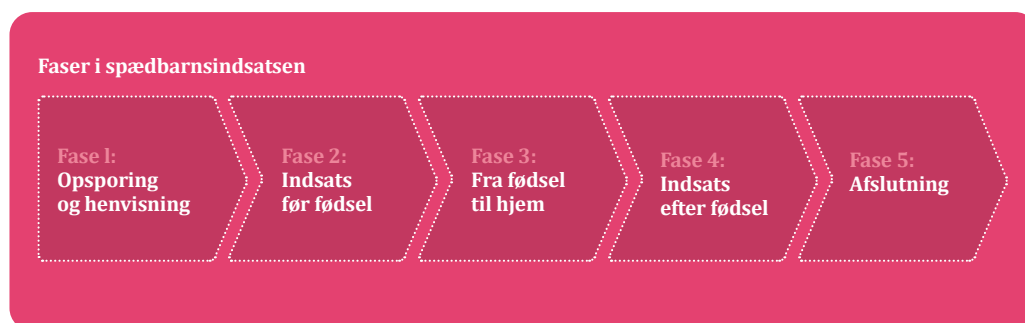 Faser i spædbarnsindsatsen
Fase l:
Opsporing
og henvisning
Fase 2:
Indsats
før fødsel
Fase 3:
Fra fødsel
til hjem
Fase 4:
Indsats
efter fødsel
Fase 5:
Afslutning